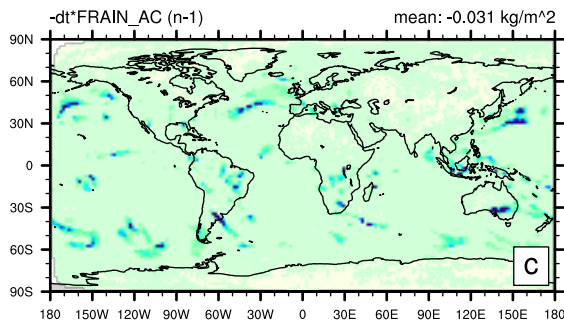 -dt*FRAIN_AC (n-1) mean: -0.031 kg/m^2
90N
60N
30N
0
30S
60S
90S
C
180 150W 120W 90W 60W 30W 0 30E 60E 90E 120E 150E 180